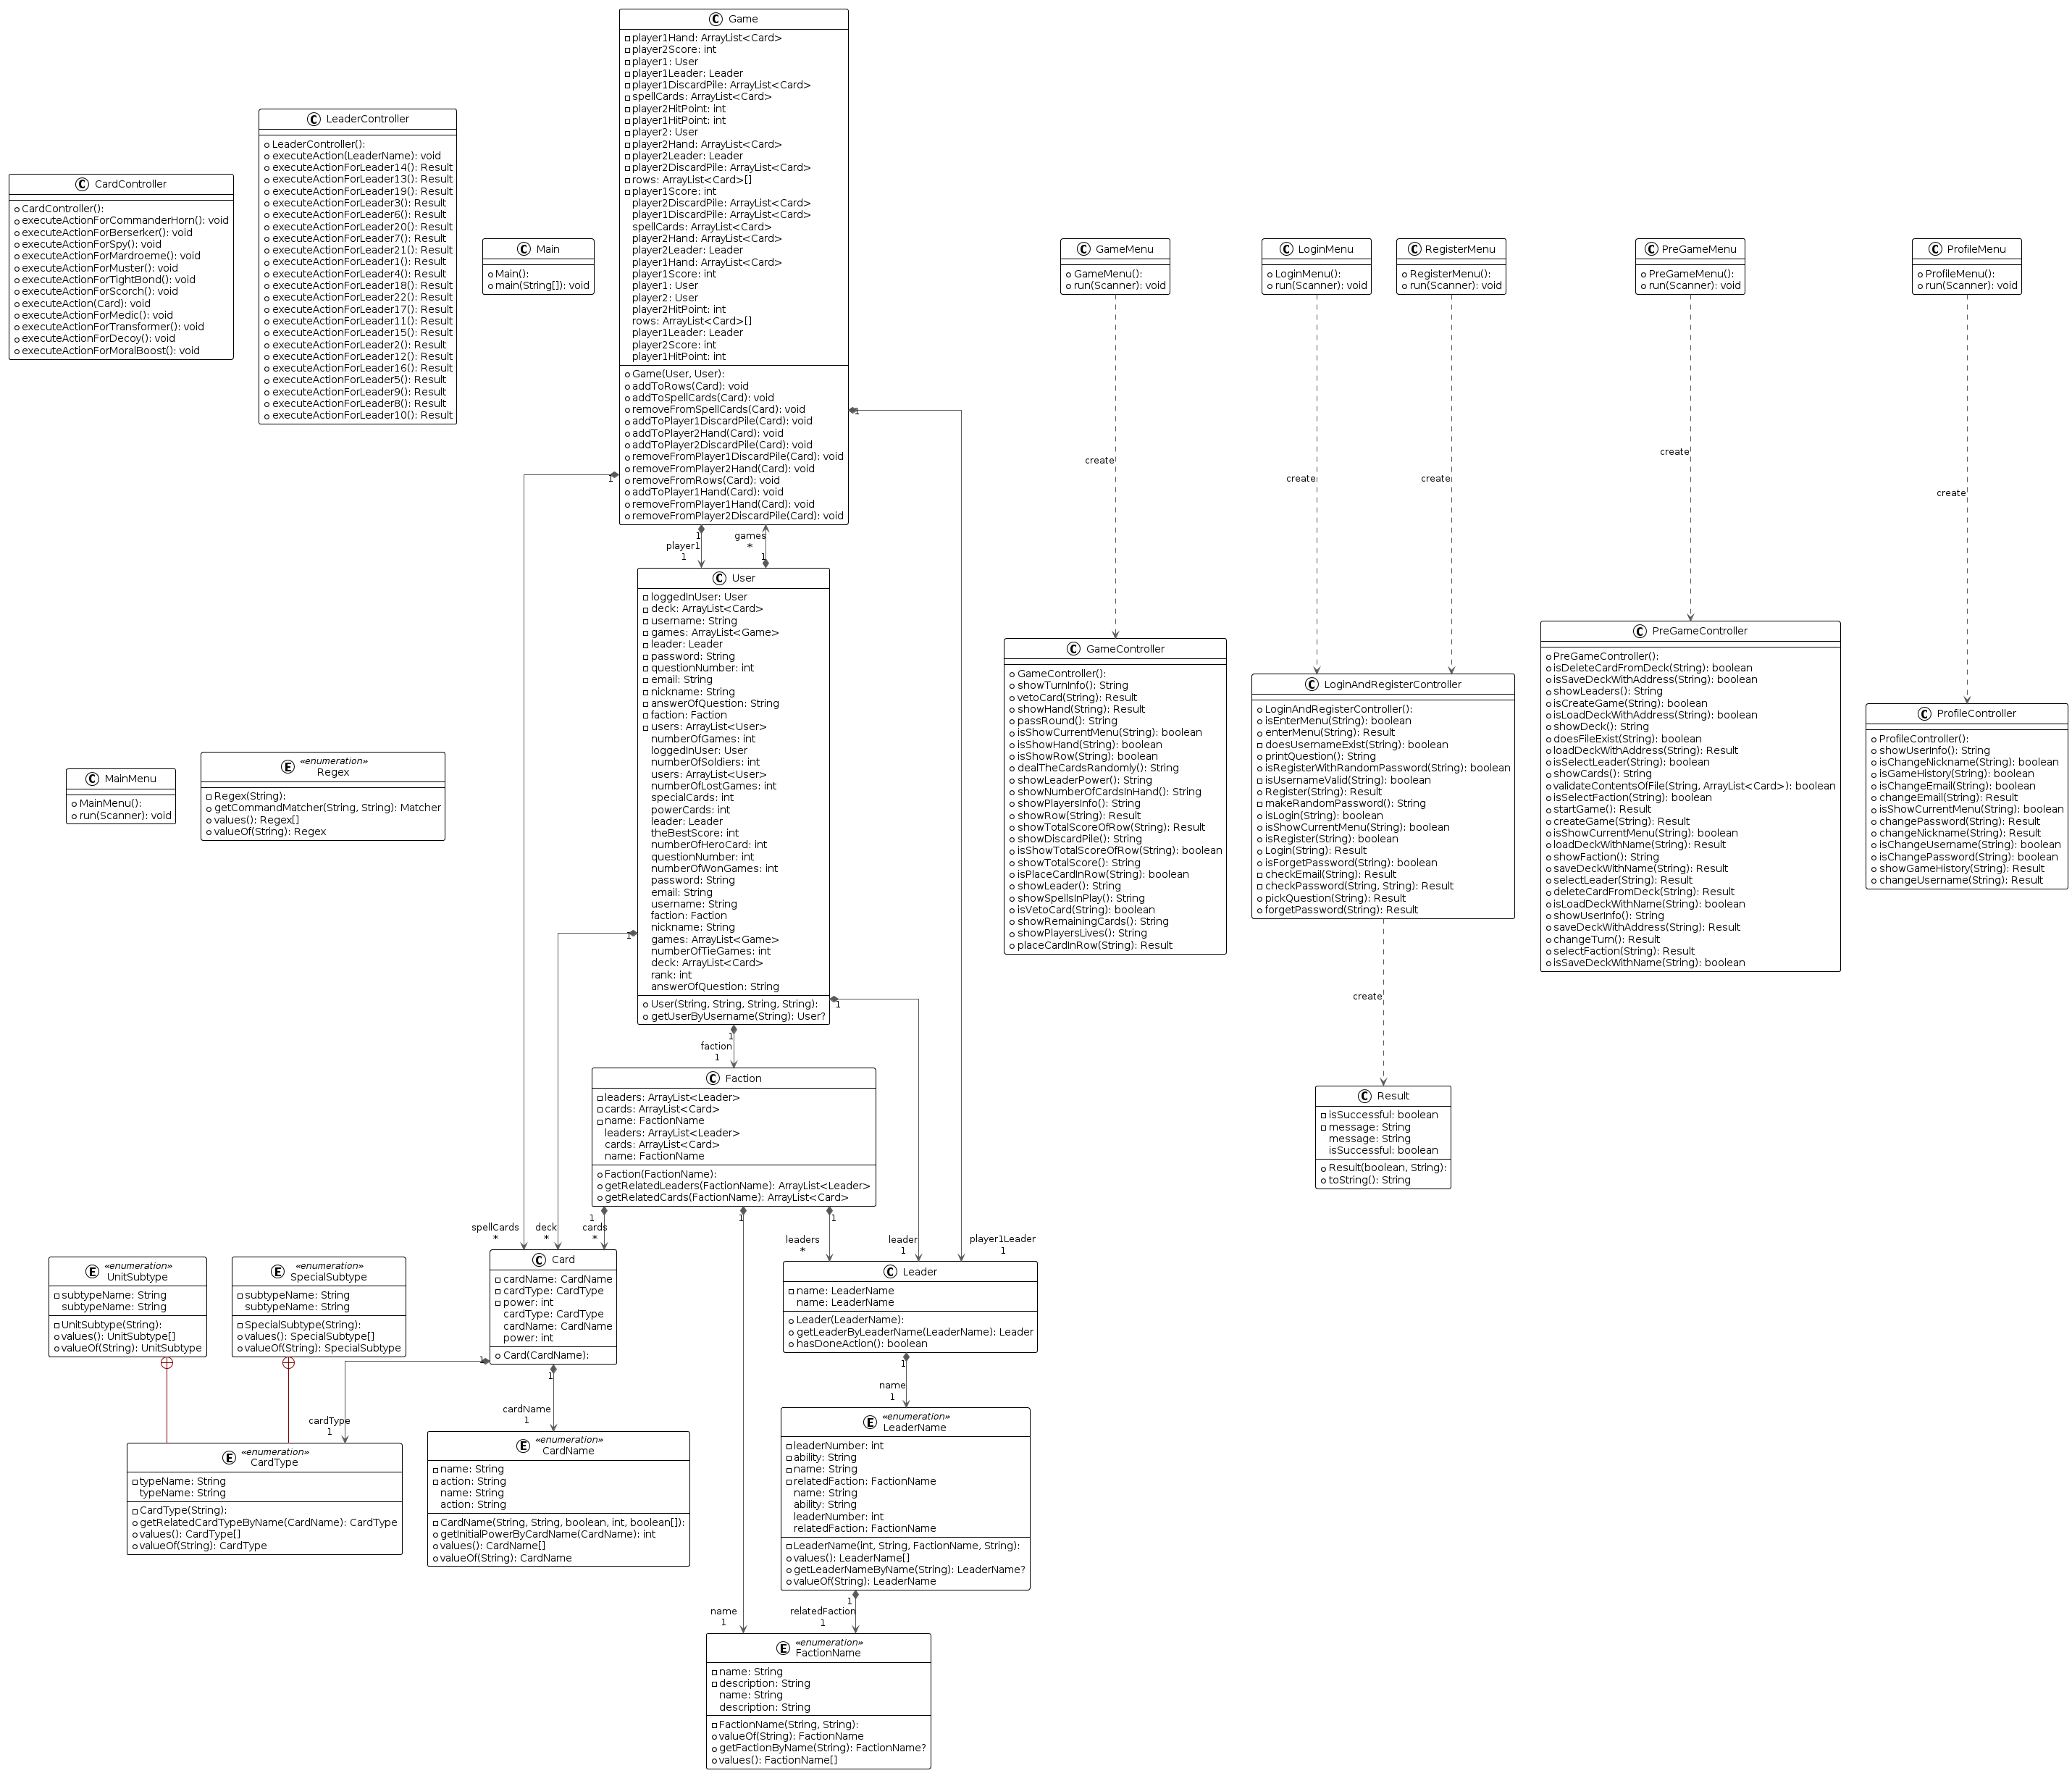 C Game
player1Hand: ArrayList<Card>
player2Score: int
player1: User
player1Leader: Leader
player1DiscardPile: ArrayList<Card>
spellCards: ArrayList<Card>
player2HitPoint: int
player1HitPoint: int
player2: User
player2Hand: ArrayList<Card>
player2Leader: Leader
player2DiscardPile: ArrayList<Card>
rows: ArrayList<Card>[]
player1Score: int
player2DiscardPile: ArrayList<Card>
player1DiscardPile: ArrayList<Card>
spellCards: ArrayList<Card>
player2Hand: ArrayList<Card>
player2Leader: Leader
player1Hand: ArrayList<Card>
player1Score: int
player1: User
player2: User
player2HitPoint: int
rows: ArrayList<Card>[]
player1Leader: Leader
player2Score: int
player1HitPoint: int
Game(User, User):
addToRows(Card): void
addToSpellCards(Card): void
removeFromSpellCards(Card): void
addToPlayer1DiscardPile(Card): void
addToPlayer2Hand(Card): void
addToPlayer2DiscardPile(Card): void
removeFromPlayer1DiscardPile(Card): void
removeFromPlayer2Hand(Card): void
removeFromRows(Card): void
addToPlayer1Hand(Card): void
removeFromPlayer1Hand(Card): void
removeFromPlayer2DiscardPile(Card): void
C CardController
CardController():
executeActionForCommanderHorn(): void
executeActionForBerserker(): void
executeActionForSpy(): void
executeActionForMardroeme(): void
executeActionForMuster(): void
executeActionForTightBond(): void
executeActionForScorch(): void
executeAction(Card): void
executeActionForMedic(): void
executeActionForTransformer(): void
executeActionForDecoy(): void
executeActionForMoralBoost(): void
C LeaderController
LeaderController():
executeAction(LeaderName): void
executeActionForLeader14(): Result
executeActionForLeader13(): Result
executeActionForLeader19(): Result
executeActionForLeader3(): Result
executeActionForLeader6(): Result
executeActionForLeader20(): Result
executeActionForLeader7(): Result
executeActionForLeader21(): Result
executeActionForLeader1(): Result
executeActionForLeader4(): Result
executeActionForLeader18(): Result
executeActionForLeader22(): Result
executeActionForLeader17(): Result
executeActionForLeader11(): Result
executeActionForLeader15(): Result
executeActionForLeader2(): Result
executeActionForLeader12(): Result
executeActionForLeader16(): Result
executeActionForLeader5(): Result
executeActionForLeader9(): Result
executeActionForLeader8(): Result
executeActionForLeader10(): Result
C Main
Main():
main(String[]): void
C GameMenu
GameMenu():
run(Scanner): void
C LoginMenu
LoginMenu():
run(Scanner): void
C RegisterMenu
RegisterMenu():
run(Scanner): void
C PreGameMenu
PreGameMenu():
run(Scanner): void
C ProfileMenu
ProfileMenu():
run(Scanner): void
create
create
create
create
create
1
1
1
player1
1
games
*
1
C User
loggedInUser: User
deck: ArrayList<Card>
username: String
games: ArrayList<Game>
leader: Leader
password: String
questionNumber: int
email: String
nickname: String
answerOfQuestion: String
faction: Faction
users: ArrayList<User>
numberOfGames: int
loggedInUser: User
numberOfSoldiers: int
users: ArrayList<User>
numberOfLostGames: int
specialCards: int
powerCards: int
leader: Leader
theBestScore: int
numberOfHeroCard: int
questionNumber: int
numberOfWonGames: int
password: String
email: String
username: String
faction: Faction
nickname: String
games: ArrayList<Game>
numberOfTieGames: int
deck: ArrayList<Card>
rank: int
answerOfQuestion: String
User(String, String, String, String):
getUserByUsername(String): User?
C MainMenu
MainMenu():
run(Scanner): void
E «enumeration»
Regex
Regex(String):
getCommandMatcher(String, String): Matcher
values(): Regex[]
valueOf(String): Regex
C GameController
GameController():
showTurnInfo(): String
vetoCard(String): Result
showHand(String): Result
passRound(): String
isShowCurrentMenu(String): boolean
isShowHand(String): boolean
isShowRow(String): boolean
dealTheCardsRandomly(): String
showLeaderPower(): String
showNumberOfCardsInHand(): String
showPlayersInfo(): String
showRow(String): Result
showTotalScoreOfRow(String): Result
showDiscardPile(): String
isShowTotalScoreOfRow(String): boolean
showTotalScore(): String
isPlaceCardInRow(String): boolean
showLeader(): String
showSpellsInPlay(): String
isVetoCard(String): boolean
showRemainingCards(): String
showPlayersLives(): String
placeCardInRow(String): Result
C LoginAndRegisterController
LoginAndRegisterController():
isEnterMenu(String): boolean
enterMenu(String): Result
doesUsernameExist(String): boolean
printQuestion(): String
isRegisterWithRandomPassword(String): boolean
isUsernameValid(String): boolean
Register(String): Result
makeRandomPassword(): String
isLogin(String): boolean
isShowCurrentMenu(String): boolean
isRegister(String): boolean
Login(String): Result
isForgetPassword(String): boolean
checkEmail(String): Result
checkPassword(String, String): Result
pickQuestion(String): Result
forgetPassword(String): Result
C PreGameController
PreGameController():
isDeleteCardFromDeck(String): boolean
isSaveDeckWithAddress(String): boolean
showLeaders(): String
isCreateGame(String): boolean
isLoadDeckWithAddress(String): boolean
showDeck(): String
doesFileExist(String): boolean
loadDeckWithAddress(String): Result
isSelectLeader(String): boolean
showCards(): String
validateContentsOfFile(String, ArrayList<Card>): boolean
isSelectFaction(String): boolean
startGame(): Result
createGame(String): Result
isShowCurrentMenu(String): boolean
loadDeckWithName(String): Result
showFaction(): String
saveDeckWithName(String): Result
selectLeader(String): Result
deleteCardFromDeck(String): Result
isLoadDeckWithName(String): boolean
showUserInfo(): String
saveDeckWithAddress(String): Result
changeTurn(): Result
selectFaction(String): Result
isSaveDeckWithName(String): boolean
C ProfileController
ProfileController():
showUserInfo(): String
isChangeNickname(String): boolean
isGameHistory(String): boolean
isChangeEmail(String): boolean
changeEmail(String): Result
isShowCurrentMenu(String): boolean
changePassword(String): Result
changeNickname(String): Result
isChangeUsername(String): boolean
isChangePassword(String): boolean
showGameHistory(String): Result
changeUsername(String): Result
create
C Result
isSuccessful: boolean
message: String
message: String
isSuccessful: boolean
Result(boolean, String):
toString(): String
1
1
1
faction
1
C Faction
leaders: ArrayList<Leader>
cards: ArrayList<Card>
name: FactionName
leaders: ArrayList<Leader>
cards: ArrayList<Card>
name: FactionName
Faction(FactionName):
getRelatedLeaders(FactionName): ArrayList<Leader>
getRelatedCards(FactionName): ArrayList<Card>
spellCards
*
deck
*
1
cards
*
1
1
leaders
*
leader
1
player1Leader
1
E «enumeration»
UnitSubtype
subtypeName: String
subtypeName: String
UnitSubtype(String):
values(): UnitSubtype[]
valueOf(String): UnitSubtype
E «enumeration»
SpecialSubtype
subtypeName: String
subtypeName: String
SpecialSubtype(String):
values(): SpecialSubtype[]
valueOf(String): SpecialSubtype
C Card
cardName: CardName
cardType: CardType
power: int
cardType: CardType
cardName: CardName
power: int
Card(CardName):
C Leader
name: LeaderName
name: LeaderName
Leader(LeaderName):
getLeaderByLeaderName(LeaderName): Leader
hasDoneAction(): boolean
1
cardType
1
1
cardName
1
1
name
1
E «enumeration»
CardType
typeName: String
typeName: String
CardType(String):
getRelatedCardTypeByName(CardName): CardType
values(): CardType[]
valueOf(String): CardType
E «enumeration»
CardName
name: String
action: String
name: String
action: String
CardName(String, String, boolean, int, boolean[]):
getInitialPowerByCardName(CardName): int
values(): CardName[]
valueOf(String): CardName
E «enumeration»
LeaderName
leaderNumber: int
ability: String
name: String
relatedFaction: FactionName
name: String
ability: String
leaderNumber: int
relatedFaction: FactionName
LeaderName(int, String, FactionName, String):
values(): LeaderName[]
getLeaderNameByName(String): LeaderName?
valueOf(String): LeaderName
name
1
1
relatedFaction
1
E «enumeration»
FactionName
name: String
description: String
name: String
description: String
FactionName(String, String):
valueOf(String): FactionName
getFactionByName(String): FactionName?
values(): FactionName[]